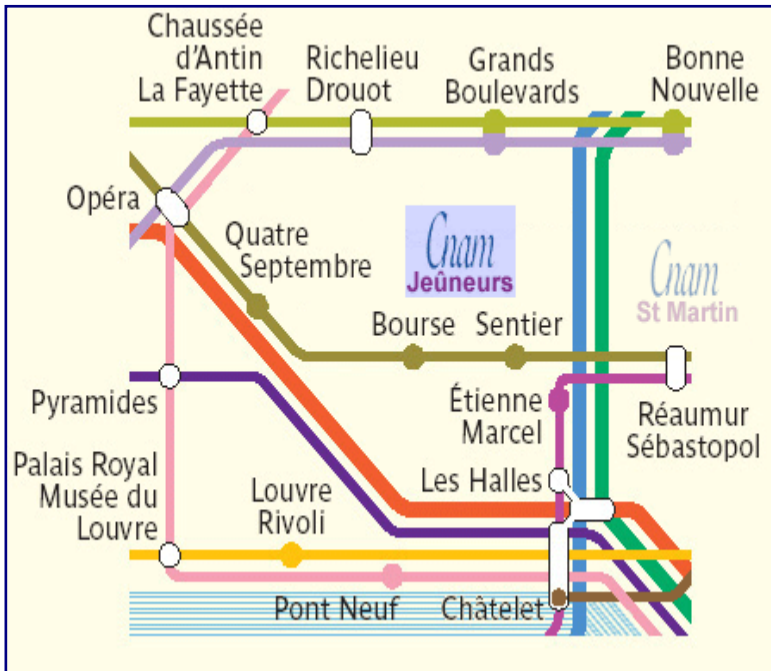 Chaussée
d'Antin
La Fayette
Richelieu
Drouot
Grands
Boulevards
Bonne
Nouvelle
Opéra
Quatre
Septembre
Cnam
Jeûneurs
Cnam
St Martin
Bourse
Sentier
Pyramides
Étienne
Marcel
Réaumur
Sébastopol
Palais Royal
Musée du
Louvre
Louvre
Rivoli
Les Halles
Pont Neuf
Châtelet